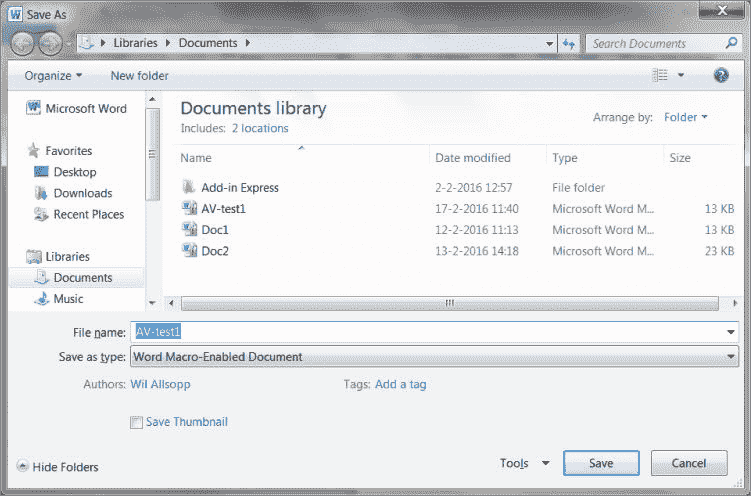 Save As
Libraries Documents
Search Documents
Organize New folder
Microsoft Word
Favorites
Desktop
Downloads
Recent Places
Libraries
Documents
Music
Documents library
Includes: 2 locations
Arrange by: Folder
Name Date modified Type Size
Add-in Express 2-2-2016 12:57 File folder
AV-test1 17-2-2016 11:40 Microsoft Word M... 13 KB
Doc1 12-2-2016 11:13 Microsoft Word M... 13 KB
Doc2 13-2-2016 14:18 Microsoft Word M... 23 KB
File name: AV-test1
Save as type: Word Macro-Enabled Document
Authors: Wil Allsopp Tags: Add a tag
Save Thumbnail
Hide Folders Tools Save Cancel